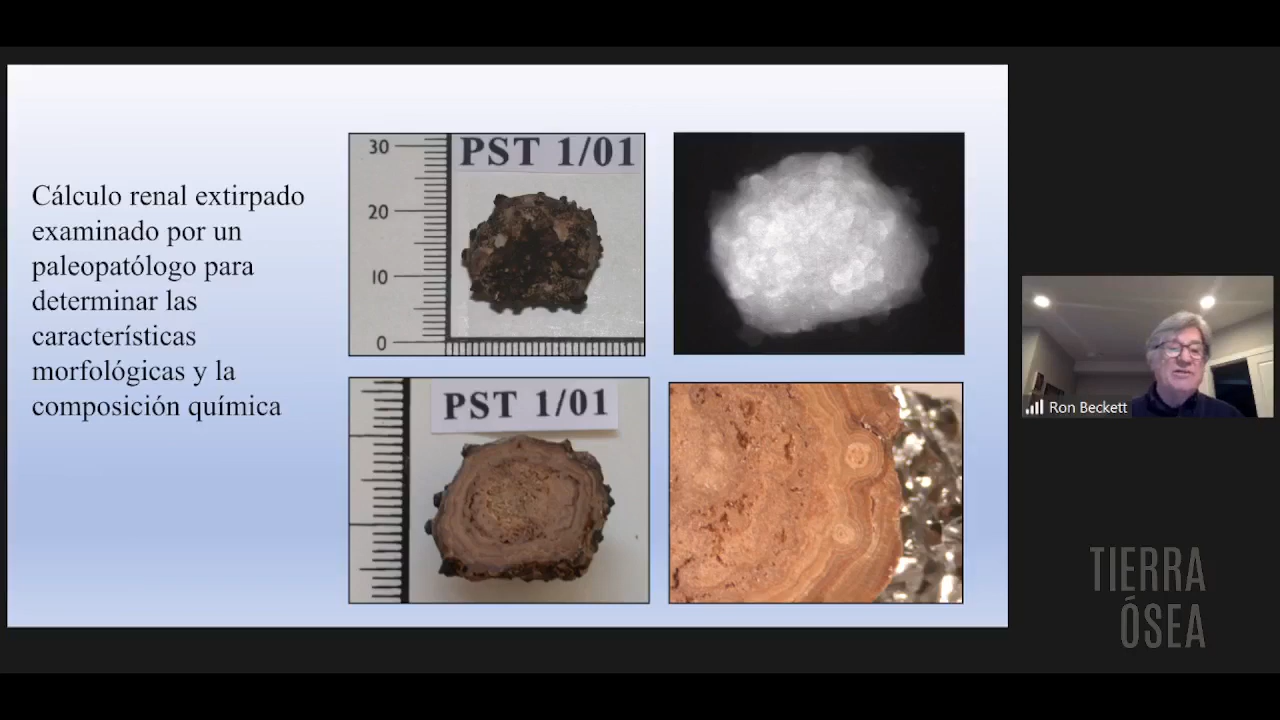 Cálculo renal extirpado
examinado por un
paleopatólogo para
determinar las
características
morfológicas y la
composición química
30
PST 1/01
20
10
0
PST 1/01
Ron Beckett
TIERRA
ÓSEA